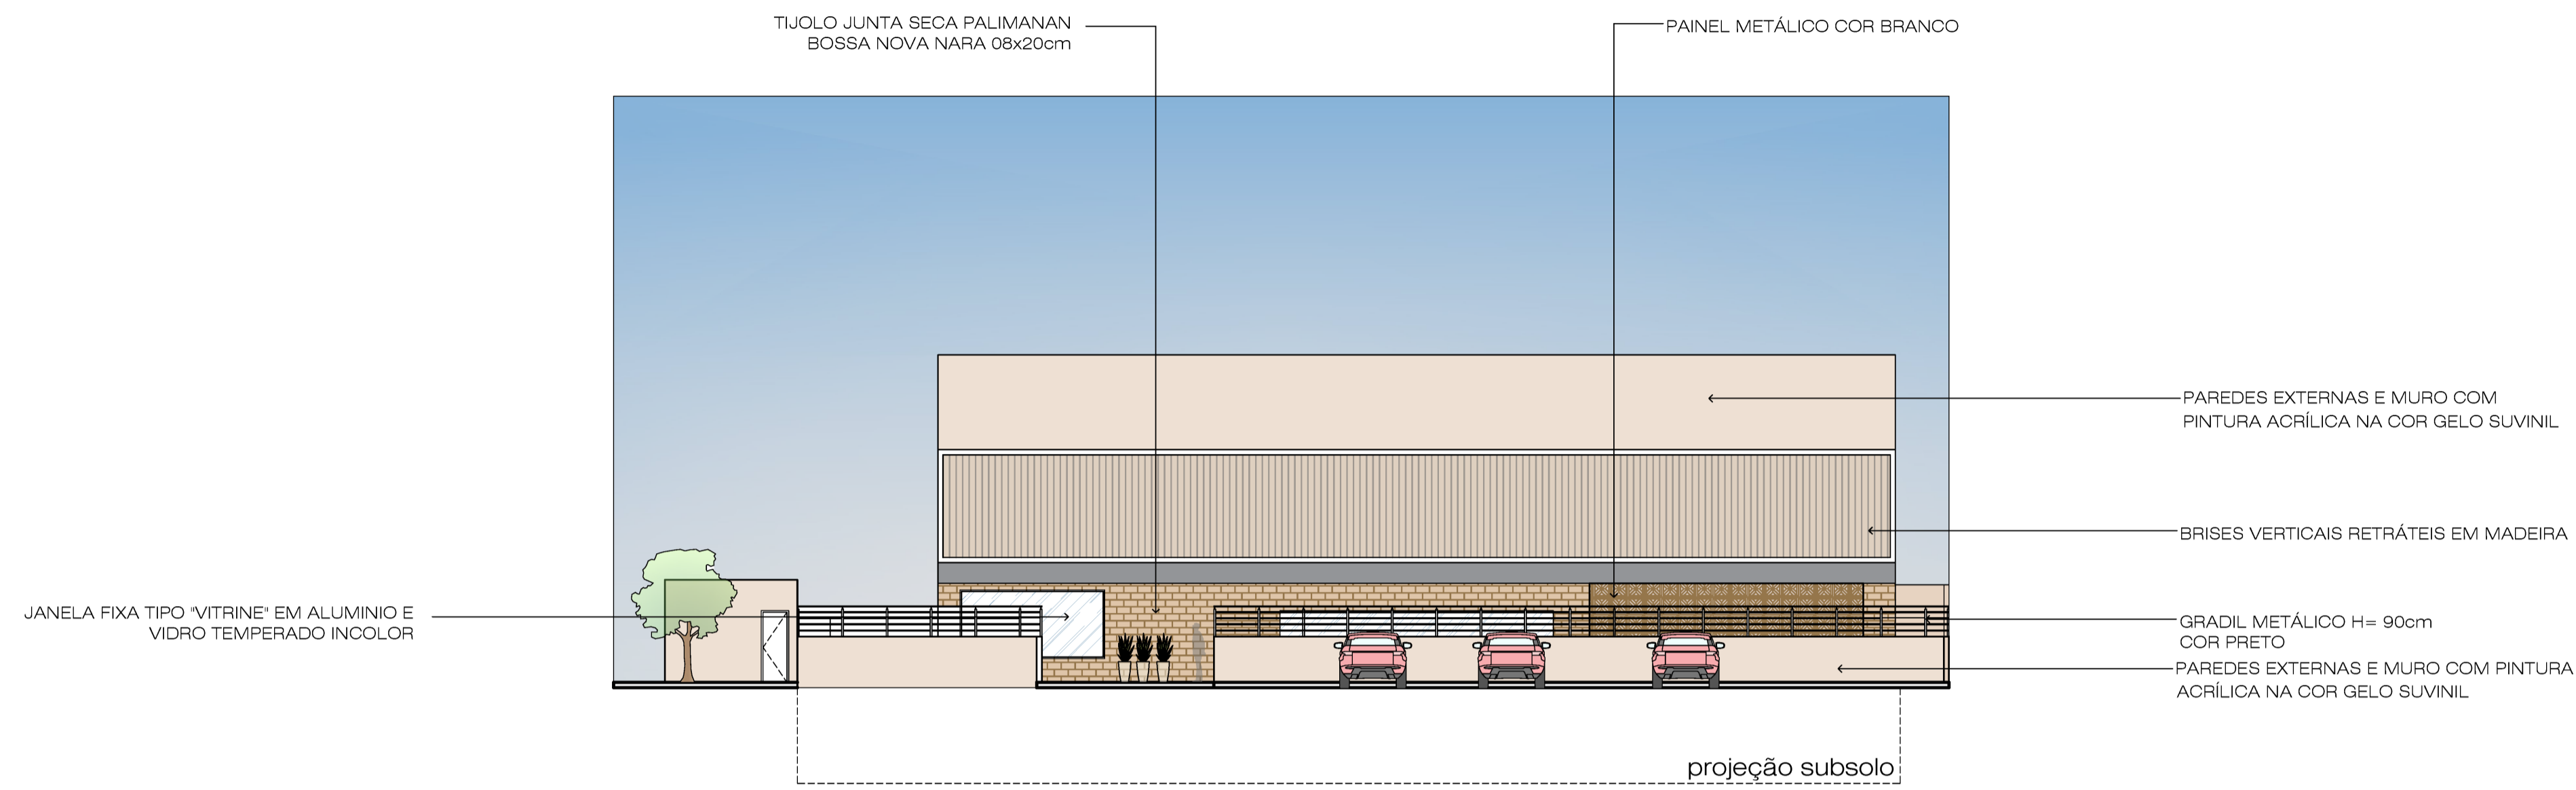 TIJOLO JUNTA SECA PALIMANAN
BOSSA NOVA NARA 08x20cm
PAINEL METÁLICO COR BRANCO
PAREDES EXTERNAS E MURO COM
PINTURA ACRÍLICA NA COR GELO SUVINIL
BRISES VERTICAIS RETRÁTEIS EM MADEIRA
JANELA FIXA TIPO "VITRINE" EM ALUMINIO E
VIDRO TEMPERADO INCOLOR
GRADIL METÁLICO H= 90cm
COR PRETO
PAREDES EXTERNAS E MURO COM PINTURA
ACRÍLICA NA COR GELO SUVINIL
projeção subsolo